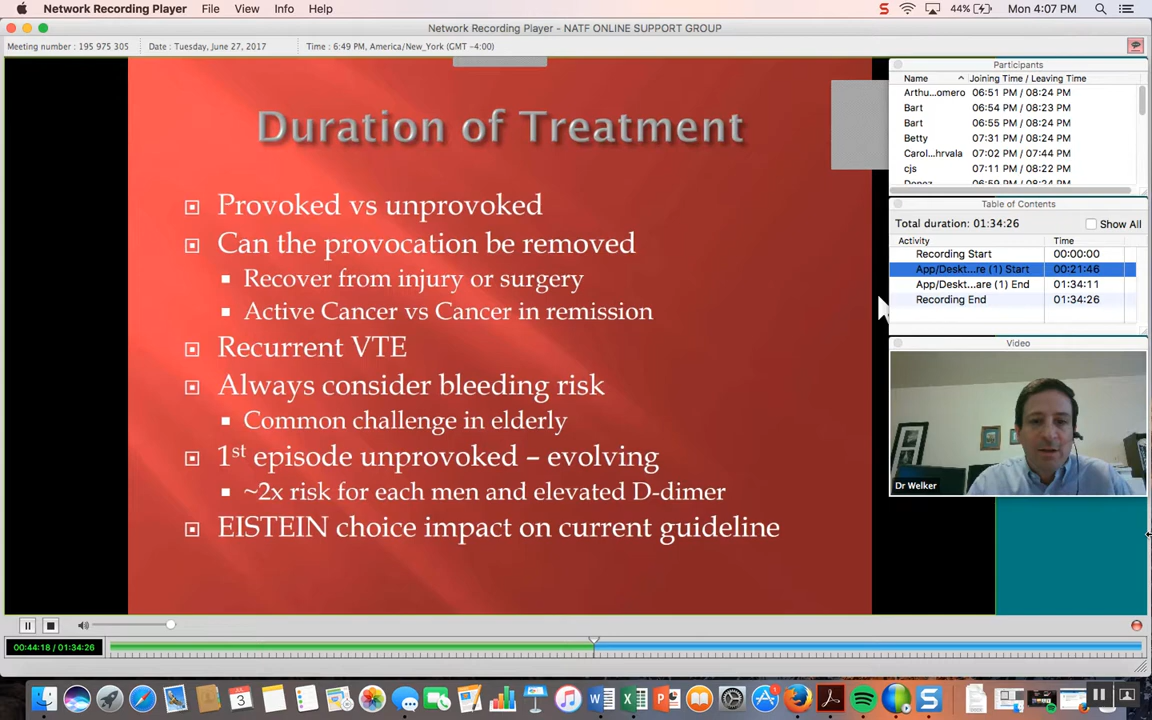 Network Recording Player File View Info Help 44% Mon 4:07 PM
Network Recording Player - NATF ONLINE SUPPORT GROUP
Meeting number : 195 975 305 Date : Tuesday, June 27, 2017 Time : 6:49 PM, America/New_York (GMT -4:00)
Duration of Treatment
Provoked vs unprovoked
Can the provocation be removed
Recover from injury or surgery
Active Cancer vs Cancer in remission
Recurrent VTE
Always consider bleeding risk
Common challenge in elderly
1st episode unprovoked – evolving
~2x risk for each men and elevated D-dimer
EISTEIN choice impact on current guideline
Participants
Name Joining Time / Leaving Time
Arthu...omero 06:51 PM / 08:24 PM
Bart 06:54 PM / 08:23 PM
Bart 06:55 PM / 08:24 PM
Betty 07:31 PM / 08:24 PM
Carol...hrvala 07:02 PM / 07:44 PM
cjs 07:11 PM / 08:22 PM
06:59 PM / 08:24 PM
Table of Contents
Total duration: 01:34:26 Show All
Activity Time
Recording Start 00:00:00
App/Deskt...re (1) Start 00:21:46
App/Deskt...are (1) End 01:34:11
Recording End 01:34:26
Video
Dr Welker
00:44:18 / 01:34:26
3